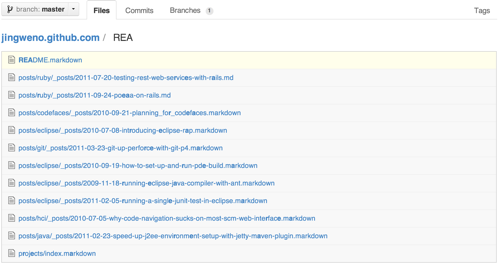 branch: master
Files
Commits
Branches 1
Tags
jingweno.github.com / REA
README.markdown
posts/ruby/_posts/2011-07-20-testing-rest-web-services-with-rails.md
posts/ruby/_posts/2011-09-24-poeaa-on-rails.md
posts/codefaces/_posts/2010-09-21-planning_for_codefaces.markdown
posts/eclipse/_posts/2010-07-08-introducing-eclipse-rap.markdown
posts/git/_posts/2011-03-23-git-up-perforce-with-git-p4.markdown
posts/eclipse/_posts/2010-09-19-how-to-set-up-and-run-pde-build.markdown
posts/eclipse/_posts/2009-11-18-running-eclipse-java-compiler-with-ant.markdown
posts/eclipse/_posts/2011-02-05-running-a-single-junit-test-in-eclipse.markdown
posts/hci/_posts/2010-07-05-why-code-navigation-sucks-on-most-scm-web-interface.markdown
posts/java/_posts/2011-02-23-speed-up-j2ee-environment-setup-with-jetty-maven-plugin.markdown
projects/index.markdown